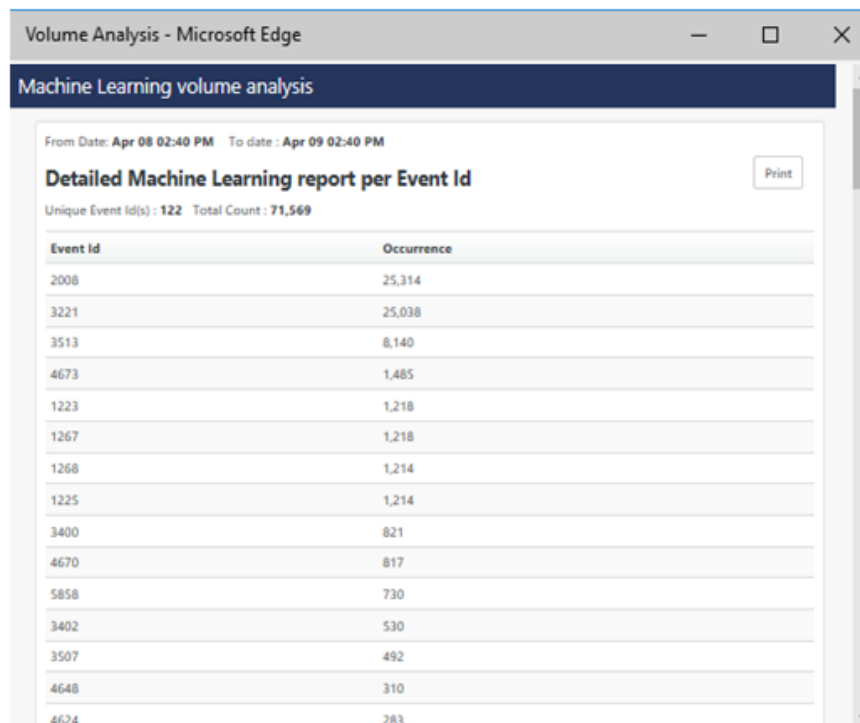 Volume Analysis - Microsoft Edge
Machine Learning volume analysis
From Date: Apr 08 02:40 PM To date : Apr 09 02:40 PM
Detailed Machine Learning report per Event Id
Print
Unique Event Id(s) : 122 Total Count : 71,569
Event Id Occurrence
2008 25,314
3221 25,038
3513 8,140
4673 1,485
1223 1,218
1267 1,218
1268 1,214
1225 1,214
3400 821
4670 817
5858 730
3402 530
3507 492
4648 310
4624 283